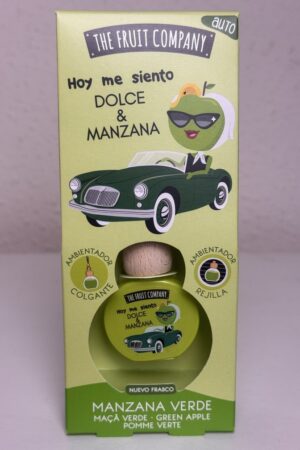 AUTO
THE FRUIT COMPANY
Hoy me siento
DOLCE
&
MANZANA
AMBIENTADOR
COLGANTE
AMBIENTADOR
REJILLA
THE FRUIT COMPANY
Hoy me siento
DOLCE
&
MANZANA
NUEVO FRASCO
MANZANA VERDE
MAÇÃ VERDE · GREEN APPLE
POMME VERTE